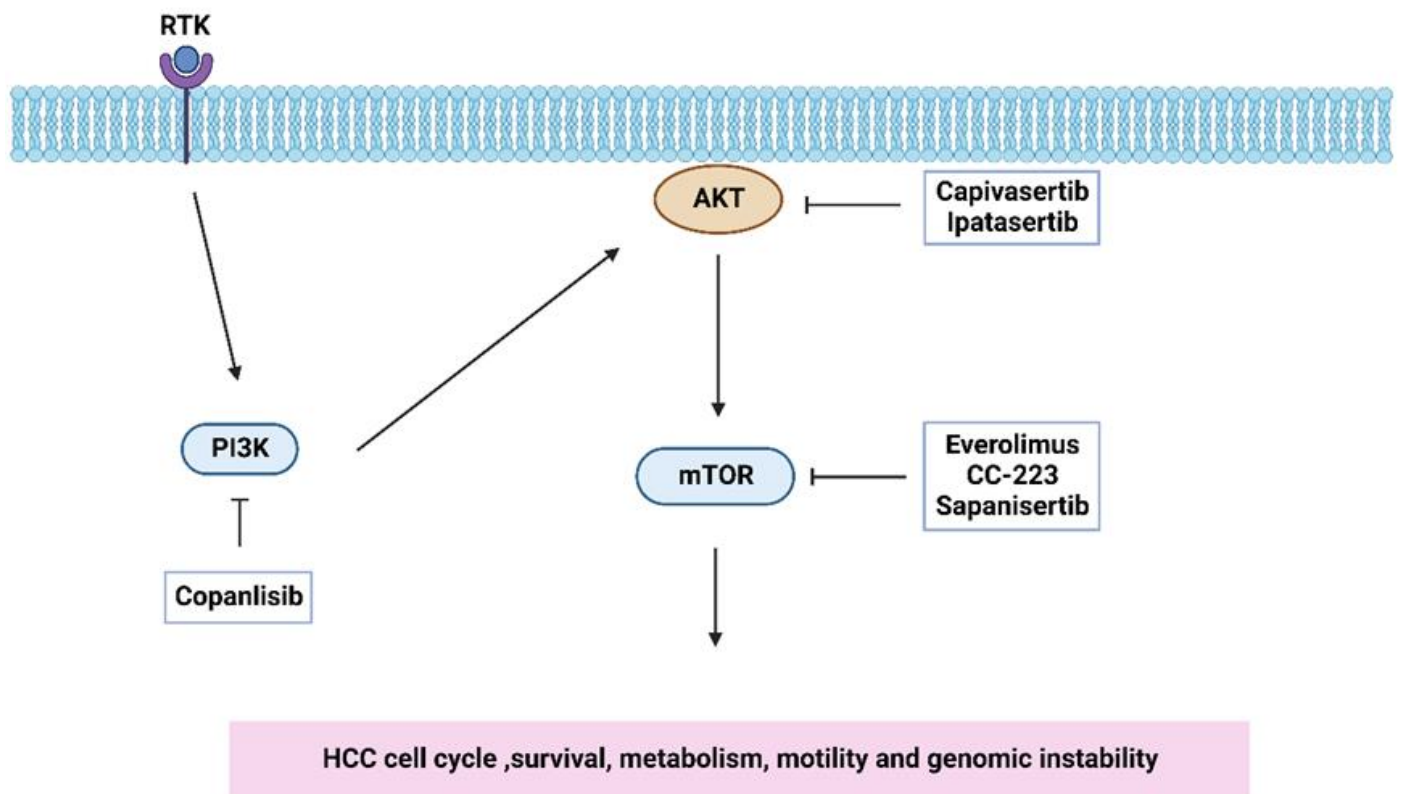 RTK
AKT
Capivasertib
Ipatasertib
PI3K
mTOR
Everolimus
CC-223
Sapanisertib
Copanlisib
HCC cell cycle ,survival, metabolism, motility and genomic instability